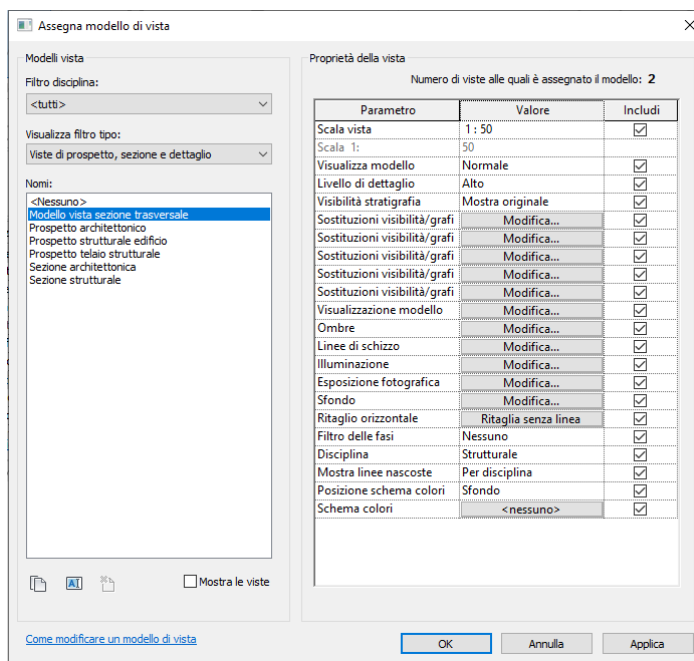 Assegna modello di vista
Modelli vista
Filtro disciplina:
<tutti>
Visualizza filtro tipo:
Viste di prospetto, sezione e dettaglio
Nomi:
<Nessuno>
Modello vista sezione trasversale
Prospetto architettonico
Prospetto strutturale edificio
Prospetto telaio strutturale
Sezione architettonica
Sezione strutturale
Mostra le viste
Come modificare un modello di vista
Proprietà della vista
Numero di viste alle quali è assegnato il modello: 2
Parametro Valore Includi
Scala vista 1 : 50
Scala 1: 50
Visualizza modello Normale
Livello di dettaglio Alto
Visibilità stratigrafia Mostra originale
Sostituzioni visibilità/grafi Modifica...
Sostituzioni visibilità/grafi Modifica...
Sostituzioni visibilità/grafi Modifica...
Sostituzioni visibilità/grafi Modifica...
Sostituzioni visibilità/grafi Modifica...
Visualizzazione modello Modifica...
Ombre Modifica...
Linee di schizzo Modifica...
Illuminazione Modifica...
Esposizione fotografica Modifica...
Sfondo Modifica...
Ritaglio orizzontale Ritaglia senza linea
Filtro delle fasi Nessuno
Disciplina Strutturale
Mostra linee nascoste Per disciplina
Posizione schema colori Sfondo
Schema colori <nessuno>
OK Annulla Applica